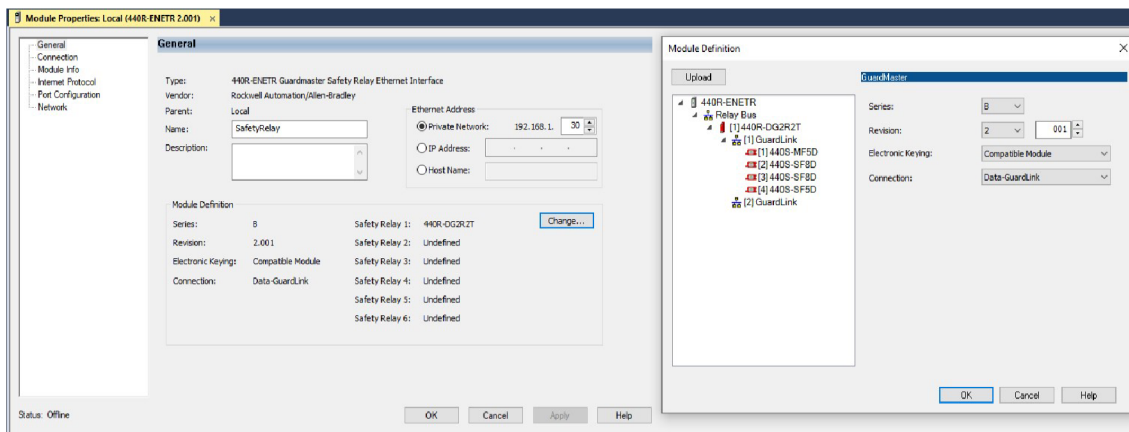 Module Properties: Local (440R-ENETR 2.001) ×
General
Connection
Module Info
Internet Protocol
Port Configuration
Network
General
Type: 440R-ENETR Guardmaster Safety Relay Ethernet Interface
Vendor: Rockwell Automation/Allen-Bradley
Parent: Local
Name: SafetyRelay
Description:
Ethernet Address
Private Network: 192.168.1. 30
IP Address: . . .
Host Name:
Module Definition
Series: B
Revision: 2.001
Electronic Keying: Compatible Module
Connection: Data-GuardLink
Safety Relay 1: 440R-DG2R2T
Safety Relay 2: Undefined
Safety Relay 3: Undefined
Safety Relay 4: Undefined
Safety Relay 5: Undefined
Safety Relay 6: Undefined
Change...
Status: Offline
OK Cancel Apply Help
Module Definition
Upload
440R-ENETR
Relay Bus
[1] 440R-DG2R2T
[1] GuardLink
[1] 440S-MF5D
[2] 440S-SF8D
[3] 440S-SF8D
[4] 440S-SF5D
[2] GuardLink
GuardMaster
Series: B
Revision: 2 001
Electronic Keying: Compatible Module
Connection: Data-GuardLink
OK Cancel Help